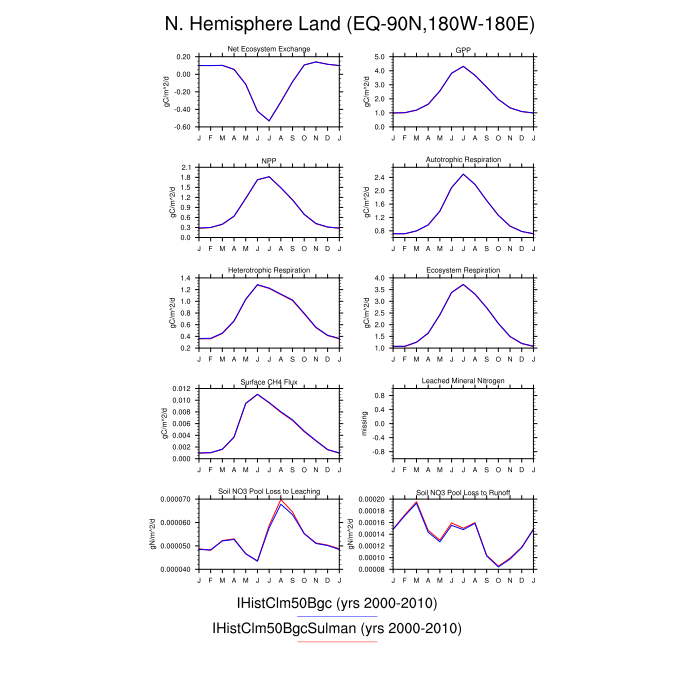 N. Hemisphere Land (EQ-90N,180W-180E)
Net Ecosystem Exchange
gC/m^2/d
0.20
0.00
-0.20
-0.40
-0.60
J F M A M J J A S O N D J
GPP
gC/m^2/d
5.0
4.0
3.0
2.0
1.0
0.0
J F M A M J J A S O N D J
NPP
gC/m^2/d
2.1
1.8
1.5
1.2
0.9
0.6
0.3
0.0
J F M A M J J A S O N D J
Autotrophic Respiration
gC/m^2/d
2.4
2.0
1.6
1.2
0.8
J F M A M J J A S O N D J
Heterotrophic Respiration
gC/m^2/d
1.4
1.2
1.0
0.8
0.6
0.4
0.2
J F M A M J J A S O N D J
Ecosystem Respiration
gC/m^2/d
4.0
3.5
3.0
2.5
2.0
1.5
1.0
J F M A M J J A S O N D J
Surface CH4 Flux
gC/m^2/d
0.012
0.010
0.008
0.006
0.004
0.002
0.000
J F M A M J J A S O N D J
Leached Mineral Nitrogen
missing
0.8
0.4
0.0
-0.4
-0.8
J F M A M J J A S O N D J
Soil NO3 Pool Loss to Leaching
gN/m^2/d
0.000070
0.000060
0.000050
0.000040
J F M A M J J A S O N D J
Soil NO3 Pool Loss to Runoff
gN/m^2/d
0.00020
0.00018
0.00016
0.00014
0.00012
0.00010
0.00008
J F M A M J J A S O N D J
IHistClm50Bgc (yrs 2000-2010)
IHistClm50BgcSulman (yrs 2000-2010)